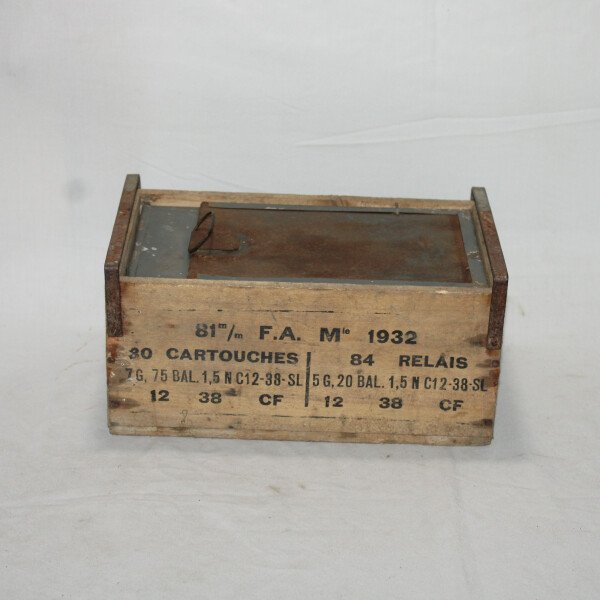 81 m/m F.A. Mle 1932
30 CARTOUCHES 84 RELAIS
7 G, 75 BAL. 1,5 N C12-38-SL 5 G, 20 BAL. 1,5 N C12-38-SL
12 38 CF 12 38 CF